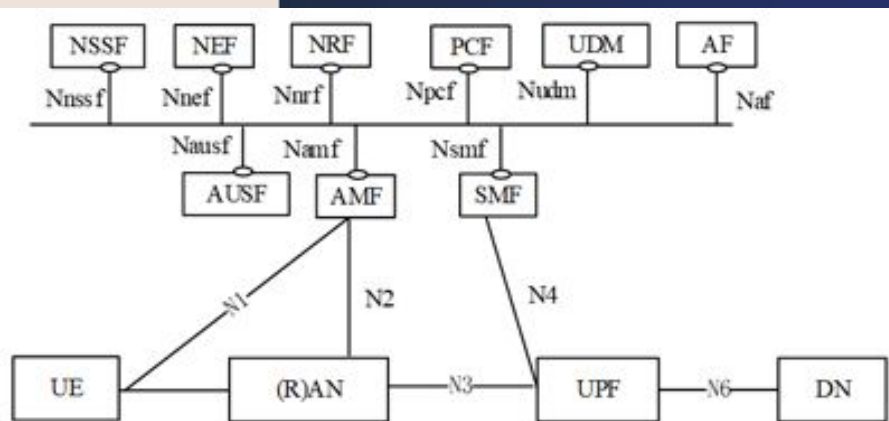 NSSF NEF NRF PCF UDM AF
Nnssf Nnef Nnrf Npcf Nudm Naf
Nausf Namf Nsmf
AUSF AMF SMF
N1 N2 N4
UE (R)AN N3 UPF N6 DN